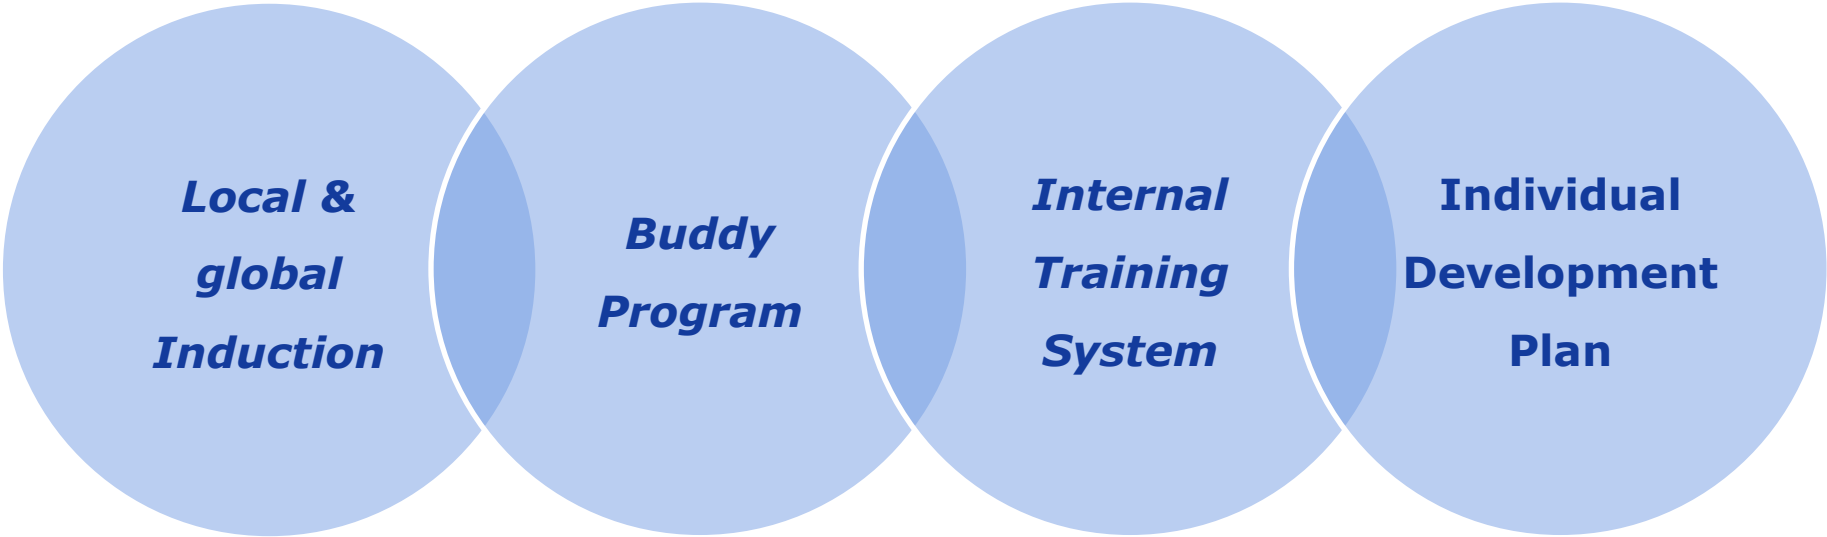 Local &
global
Induction
Buddy
Program
Internal
Training
System
Individual
Development
Plan